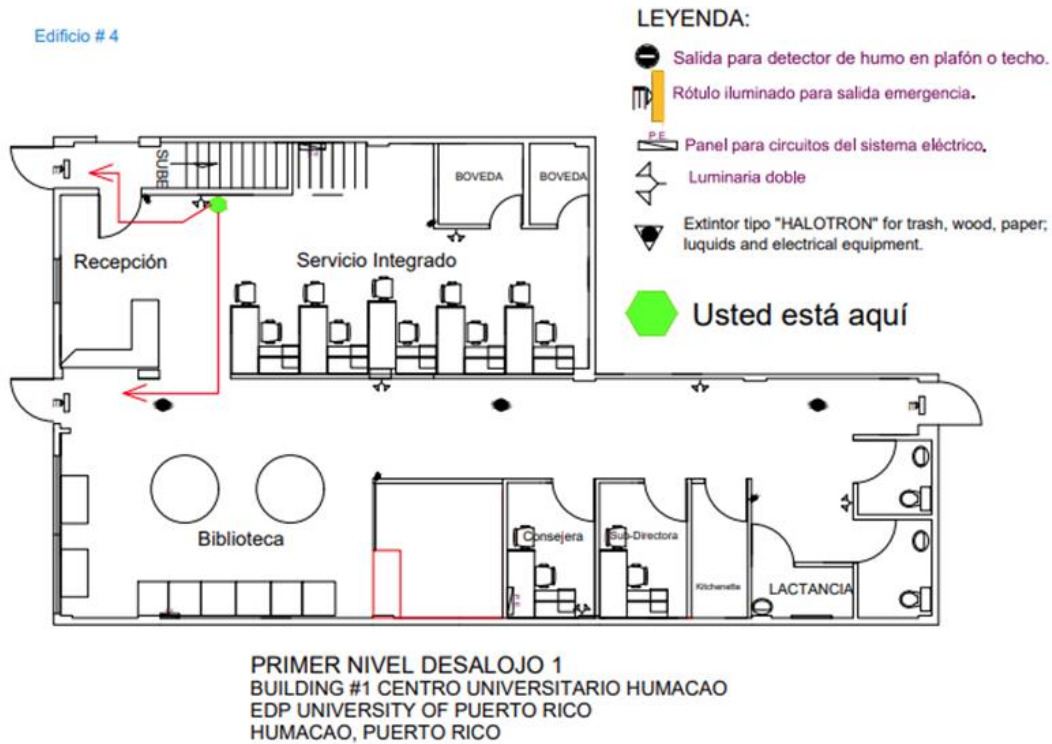 Edificio # 4
LEYENDA:
Salida para detector de humo en plafón o techo.
Rótulo iluminado para salida emergencia.
P.E.
Panel para circuitos del sistema eléctrico.
Luminaria doble
Extintor tipo "HALOTRON" for trash, wood, paper;
luquids and electrical equipment.
Usted está aquí
SUBE
BOVEDA
BOVEDA
Recepción
Servicio Integrado
Biblioteca
Consejera
Sub-Directora
Kitchenette
LACTANCIA
P.E.
PRIMER NIVEL DESALOJO 1
BUILDING #1 CENTRO UNIVERSITARIO HUMACAO
EDP UNIVERSITY OF PUERTO RICO
HUMACAO, PUERTO RICO